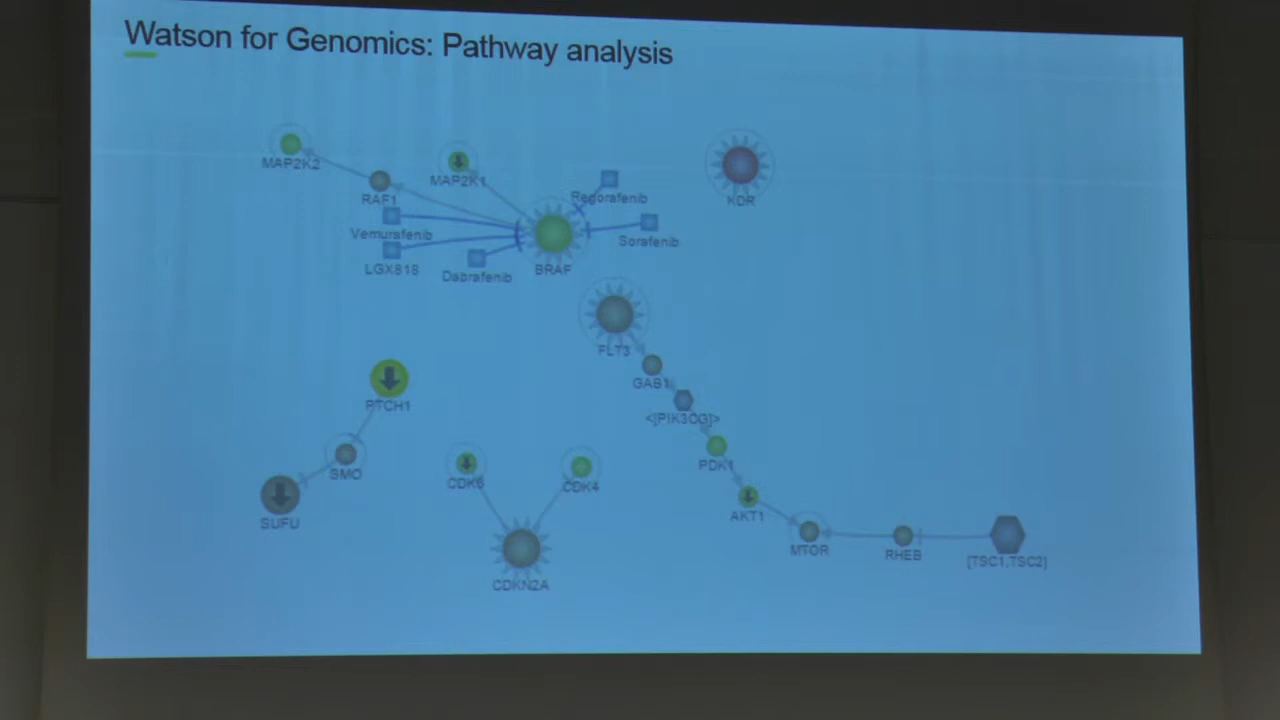 Watson for Genomics: Pathway analysis
MAP2K2
MAP2K1
RAF1
Regorafenib
KDR
Vemurafenib
Sorafenib
LGX818
Dabrafenib
BRAF
FLT3
GAB1
PTCH1
<[PIK3CG]>
SMO
PDK1
CDK6
CDK4
SUFU
AKT1
MTOR
RHEB
[TSC1,TSC2]
CDKN2A